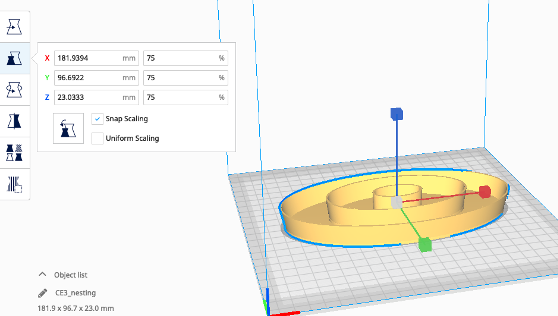 X 181.9394 mm 75 %
Y 96.6922 mm 75 %
Z 23.0333 mm 75 %
Snap Scaling
Uniform Scaling
Object list
CE3_nesting
181.9 x 96.7 x 23.0 mm